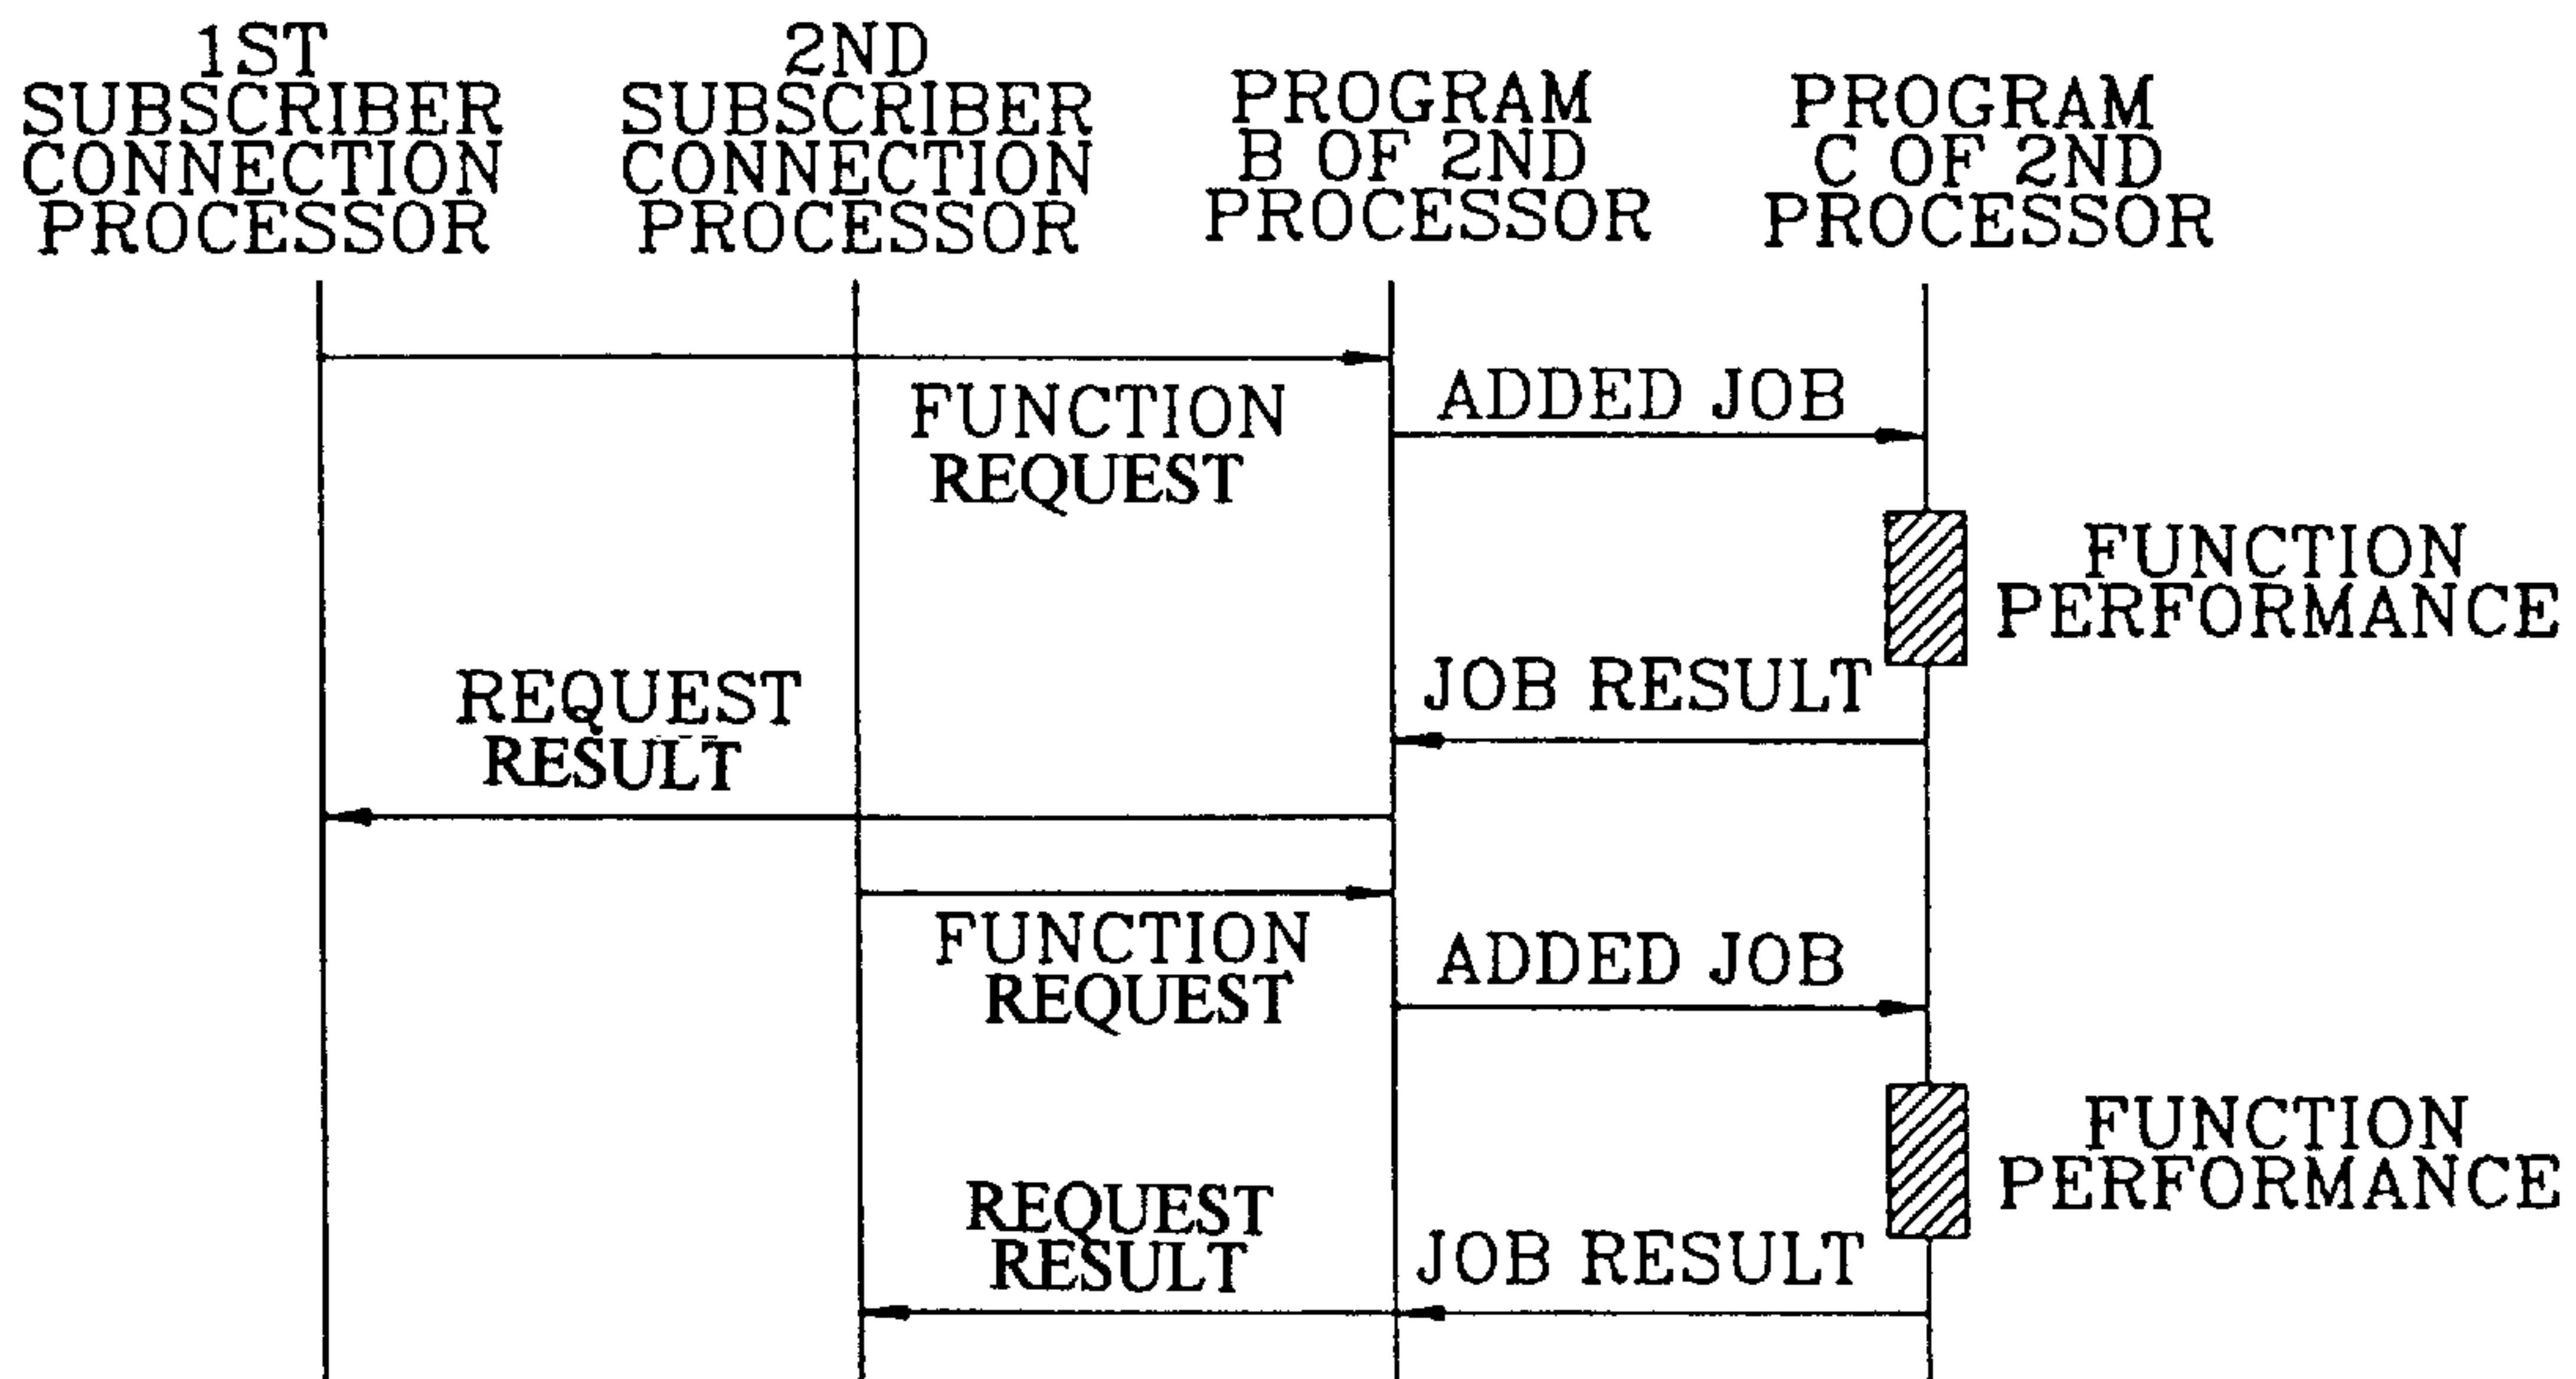 1ST
SUBSCRIBER
CONNECTION
PROCESSOR
2ND
SUBSCRIBER
CONNECTION
PROCESSOR
PROGRAM
B OF 2ND
PROCESSOR
PROGRAM
C OF 2ND
PROCESSOR
FUNCTION
REQUEST
ADDED JOB
FUNCTION
PERFORMANCE
JOB RESULT
REQUEST
RESULT
FUNCTION
REQUEST
ADDED JOB
FUNCTION
PERFORMANCE
REQUEST
RESULT
JOB RESULT